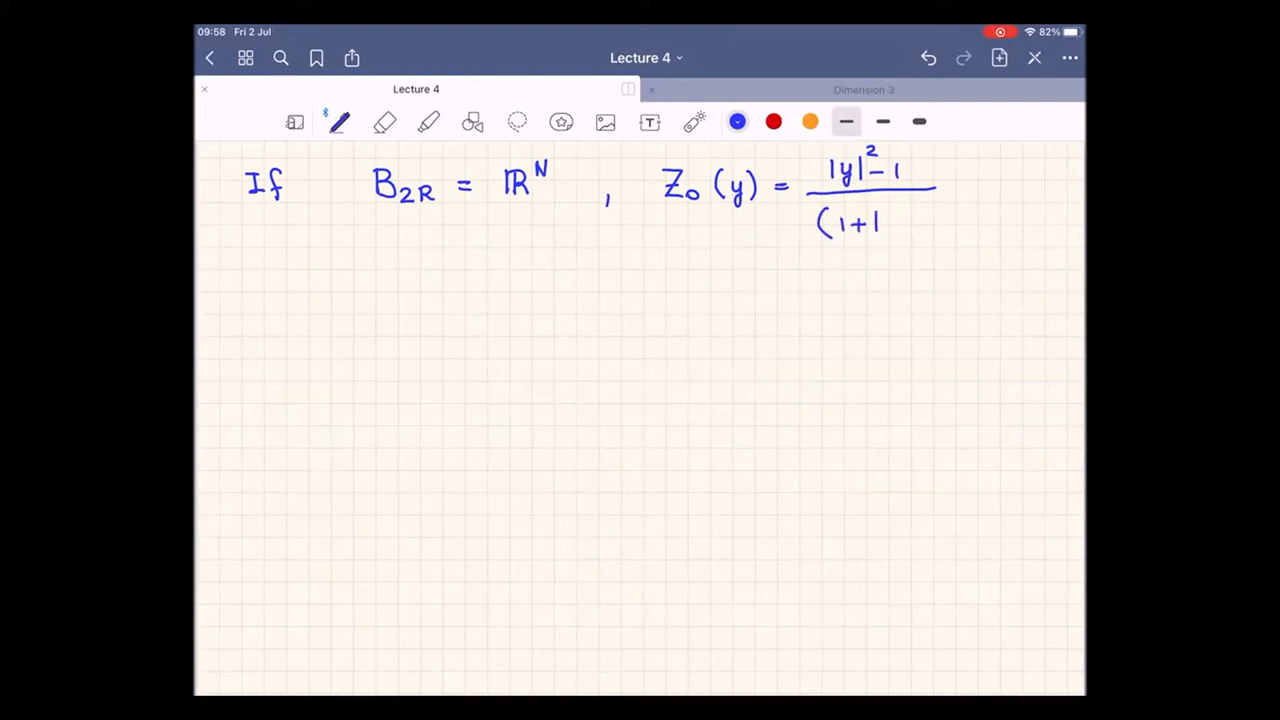 09:58 Fri 2 Jul 82%
Lecture 4
Lecture 4 Dimension 3
If B_{2R} = ℝ^N , Z_0 (y) = \frac{|y|^2 - 1}{(1+|}